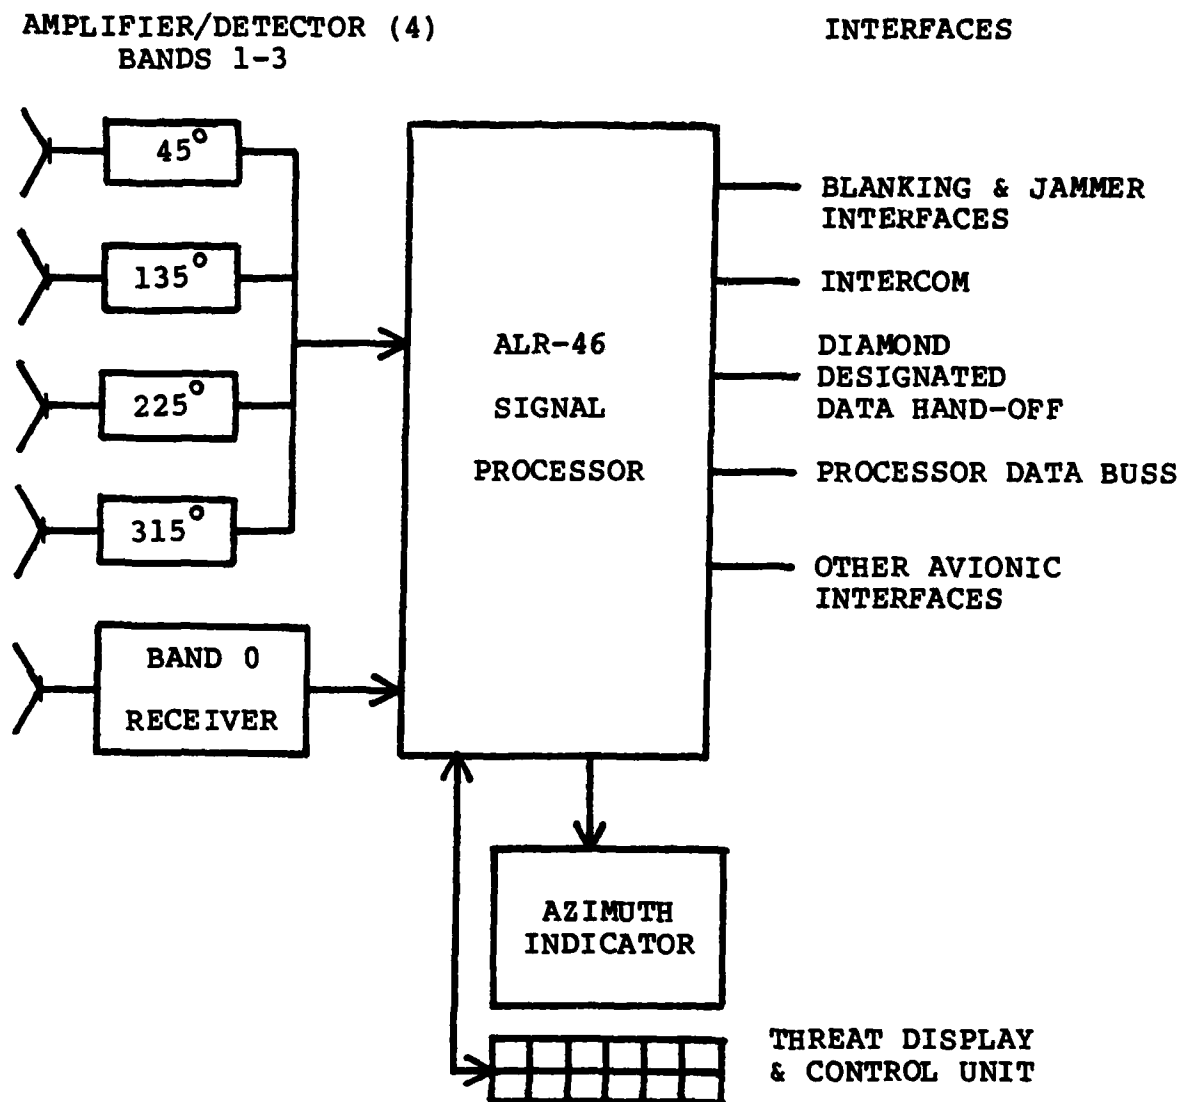 AMPLIFIER/DETECTOR (4)
BANDS 1-3
INTERFACES
45°
135°
225°
315°
BAND 0
RECEIVER
ALR-46
SIGNAL
PROCESSOR
BLANKING & JAMMER
INTERFACES
INTERCOM
DIAMOND
DESIGNATED
DATA HAND-OFF
PROCESSOR DATA BUSS
OTHER AVIONIC
INTERFACES
AZIMUTH
INDICATOR
THREAT DISPLAY
& CONTROL UNIT